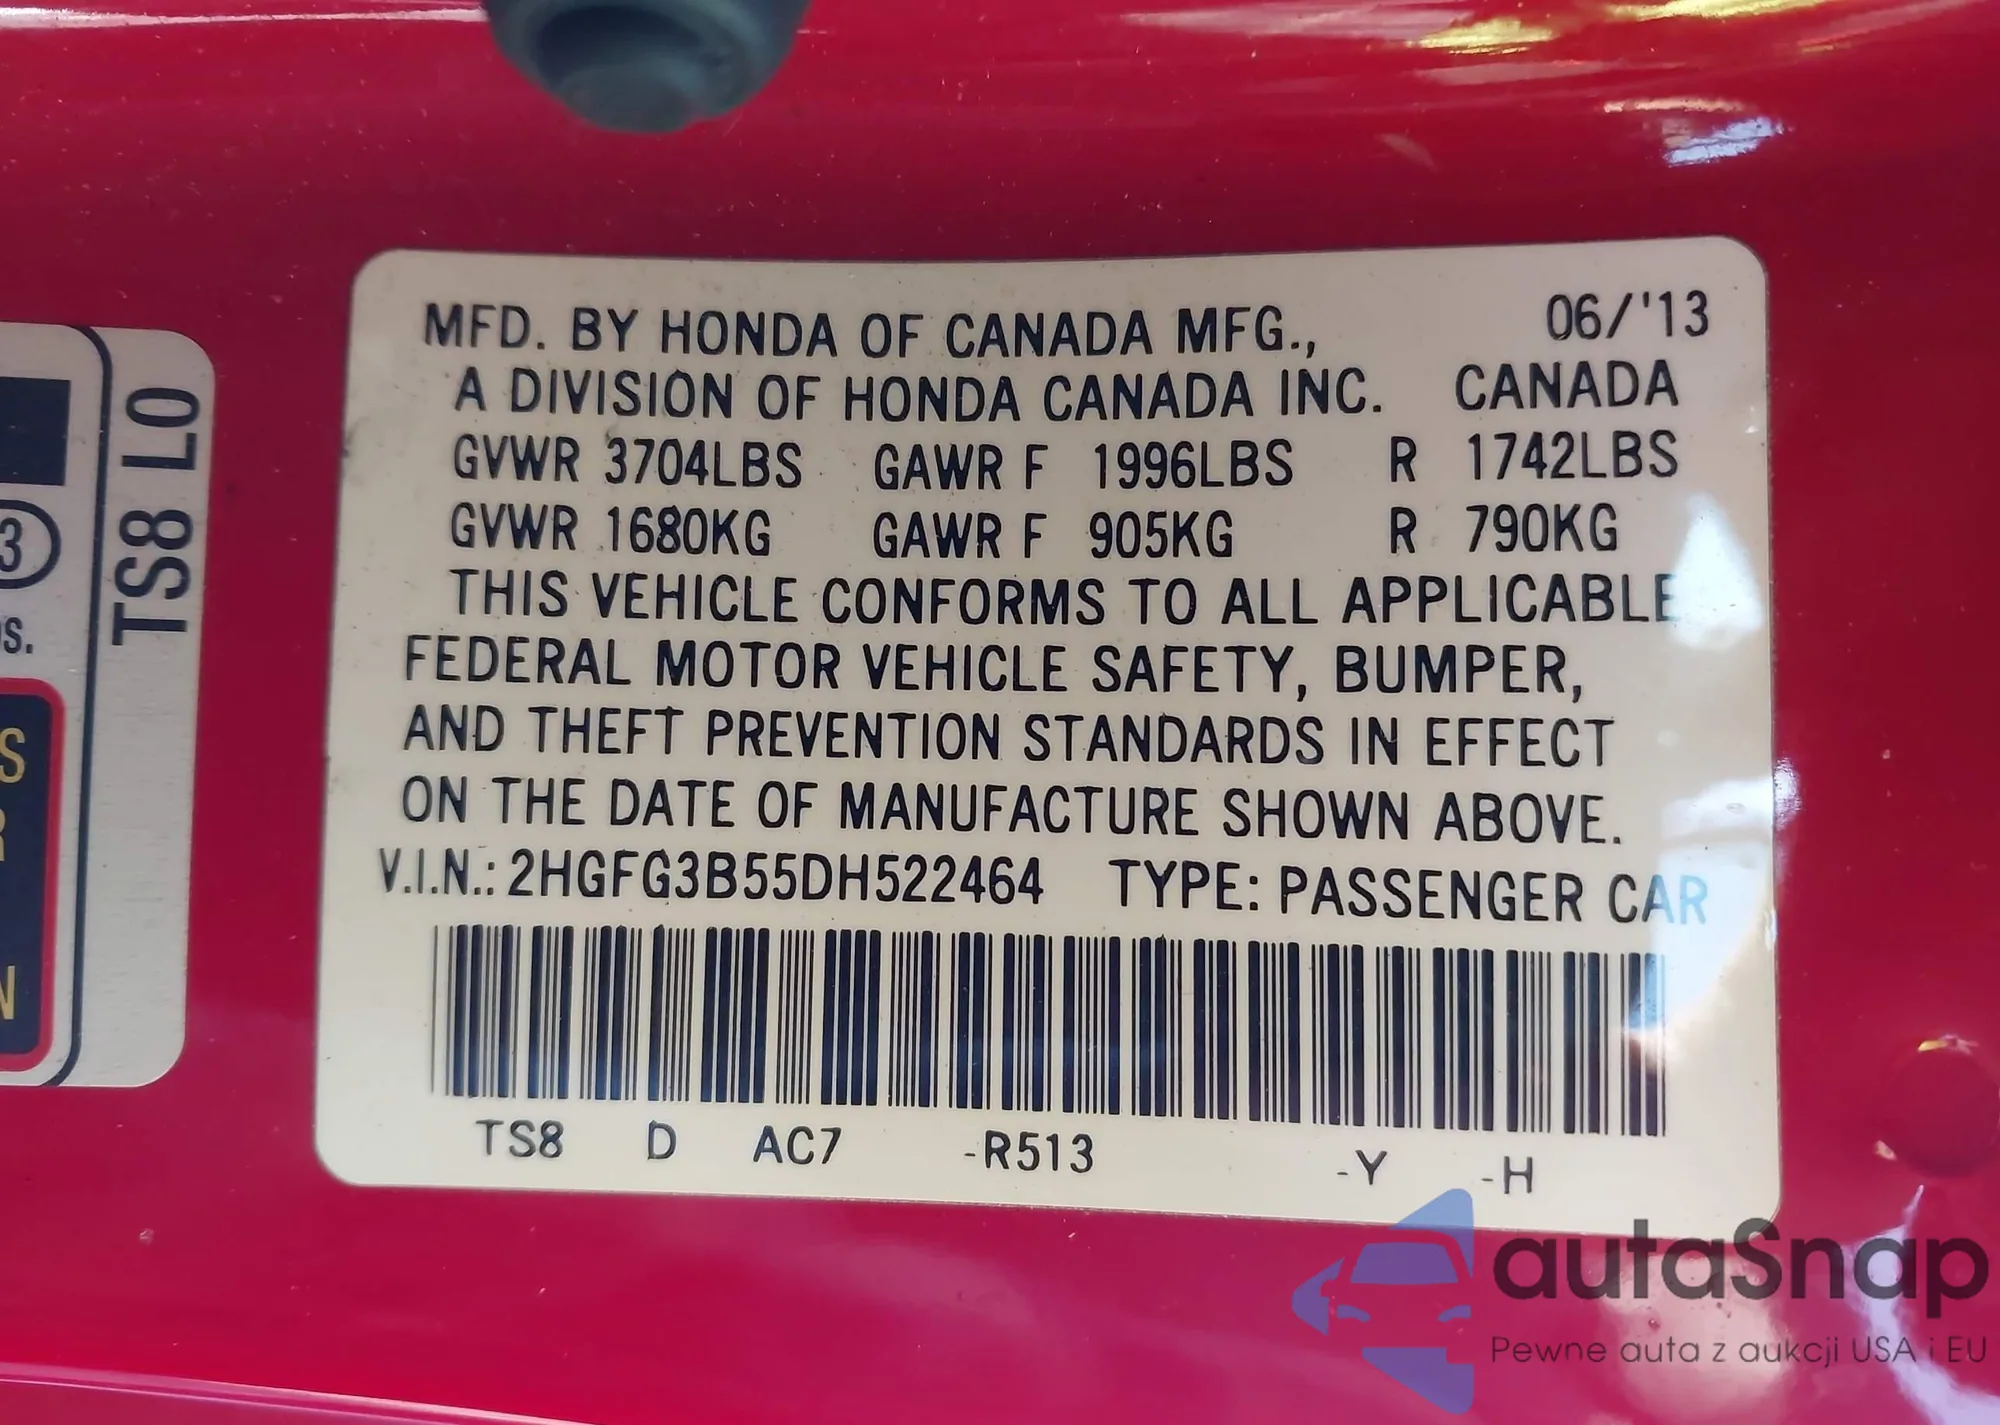 MFD. BY HONDA OF CANADA MFG., 06/'13
A DIVISION OF HONDA CANADA INC. CANADA
GVWR 3704LBS GAWR F 1996LBS R 1742LBS
GVWR 1680KG GAWR F 905KG R 790KG
THIS VEHICLE CONFORMS TO ALL APPLICABLE
FEDERAL MOTOR VEHICLE SAFETY, BUMPER,
AND THEFT PREVENTION STANDARDS IN EFFECT
ON THE DATE OF MANUFACTURE SHOWN ABOVE.
V.I.N.: 2HGFG3B55DH522464 TYPE: PASSENGER CAR
TS8 D AC7 -R513 -Y -H
TS8 L0
3
S
N
autaSnap
Pewne auta z aukcji USA i EU